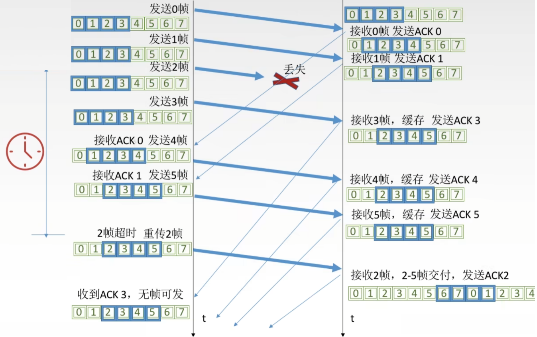 发送0帧
0 1 2 3 4 5 6 7
发送1帧
0 1 2 3 4 5 6 7
发送2帧
0 1 2 3 4 5 6 7
丢失
发送3帧
0 1 2 3 4 5 6 7
接收ACK 0 发送4帧
0 1 2 3 4 5 6 7
接收ACK 1 发送5帧
0 1 2 3 4 5 6 7
2帧超时 重传2帧
0 1 2 3 4 5 6 7
收到ACK 3，无帧可发
0 1 2 3 4 5 6 7
t
0 1 2 3 4 5 6 7
接收0帧 发送ACK 0
0 1 2 3 4 5 6 7
接收1帧 发送ACK 1
0 1 2 3 4 5 6 7
接收3帧，缓存 发送ACK 3
0 1 2 3 4 5 6 7
接收4帧，缓存 发送ACK 4
0 1 2 3 4 5 6 7
接收5帧，缓存 发送ACK 5
0 1 2 3 4 5 6 7
接收2帧，2-5帧交付，发送ACK2
0 1 2 3 4 5 6 7 0 1 2 3 4
t